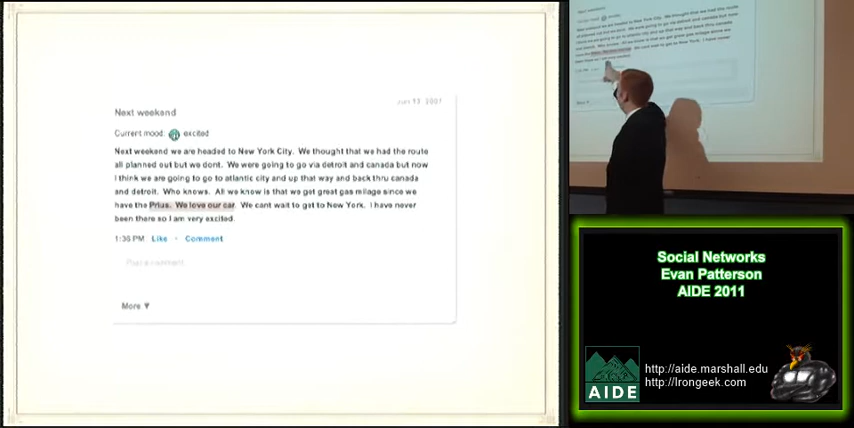 Jun 13, 2007
Next weekend
Current mood: excited
Next weekend we are headed to New York City. We thought that we had the route
all planned out but we dont. We were going to go via detroit and canada but now
I think we are going to go to atlantic city and up that way and back thru canada
and detroit. Who knows. All we know is that we get great gas milage since we
have the Prius. We love our car. We cant wait to get to New York. I have never
been there so I am very excited.
1:36 PM Like · Comment
Post a comment
More ▼
Social Networks
Evan Patterson
AIDE 2011
AIDE
http://aide.marshall.edu
http://Irongeek.com